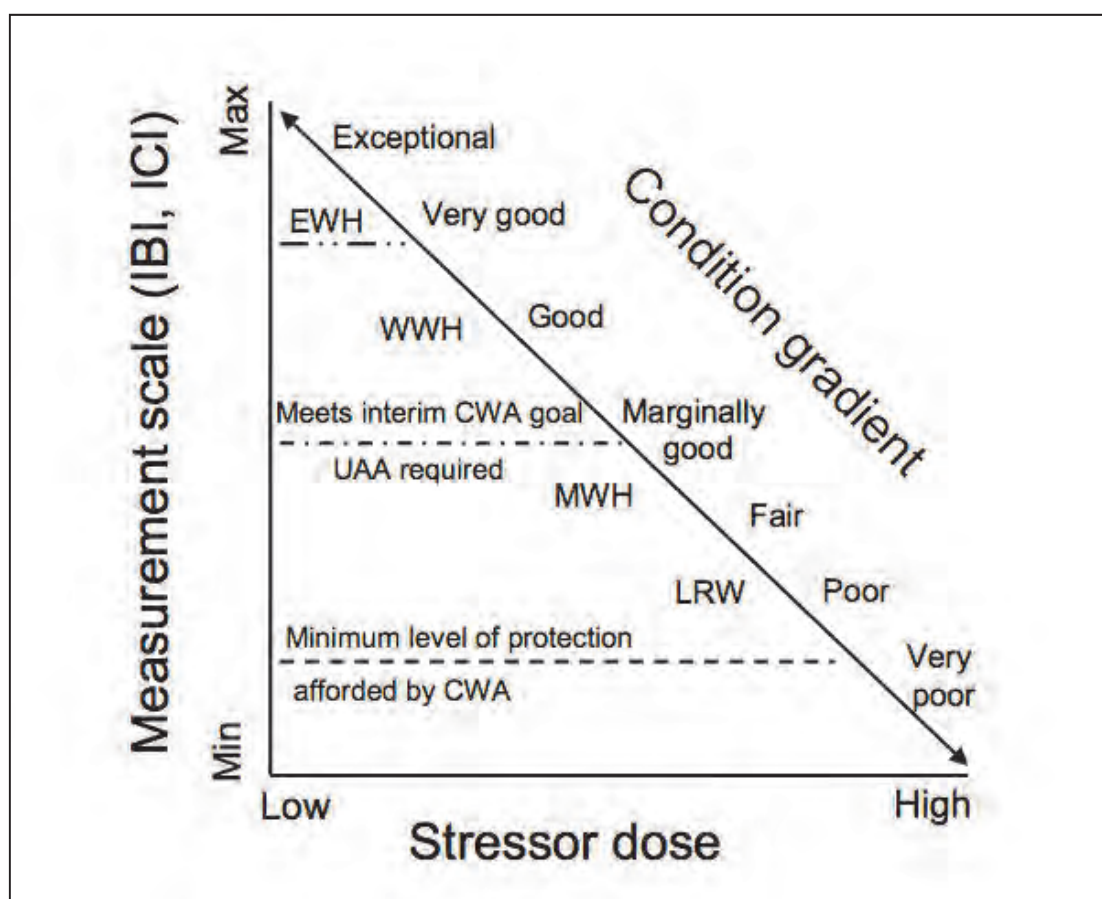 Measurement scale (IBI, ICI)
Max
Min
Exceptional
EWH
Very good
WWH
Good
Meets interim CWA goal
Marginally
good
UAA required
MWH
Fair
LRW
Poor
Minimum level of protection
afforded by CWA
Very
poor
Condition gradient
Low
High
Stressor dose